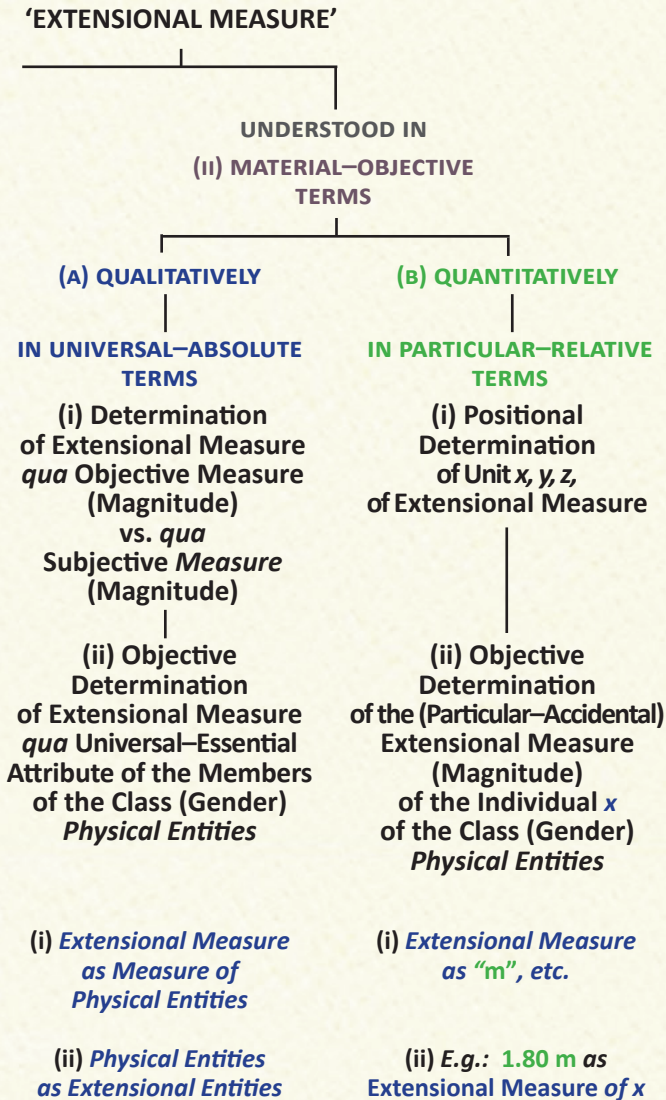 ‘EXTENSIONAL MEASURE’
UNDERSTOOD IN
(II) MATERIAL–OBJECTIVE
TERMS
(A) QUALITATIVELY
IN UNIVERSAL–ABSOLUTE
TERMS
(i) Determination
of Extensional Measure
qua Objective Measure
(Magnitude)
vs. qua
Subjective Measure
(Magnitude)
(ii) Objective
Determination
of Extensional Measure
qua Universal–Essential
Attribute of the Members
of the Class (Gender)
Physical Entities
(i) Extensional Measure
as Measure of
Physical Entities
(ii) Physical Entities
as Extensional Entities
(B) QUANTITATIVELY
IN PARTICULAR–RELATIVE
TERMS
(i) Positional
Determination
of Unit x, y, z,
of Extensional Measure
(ii) Objective
Determination
of the (Particular–Accidental)
Extensional Measure
(Magnitude)
of the Individual x
of the Class (Gender)
Physical Entities
(i) Extensional Measure
as “m”, etc.
(ii) E.g.: 1.80 m as
Extensional Measure of x